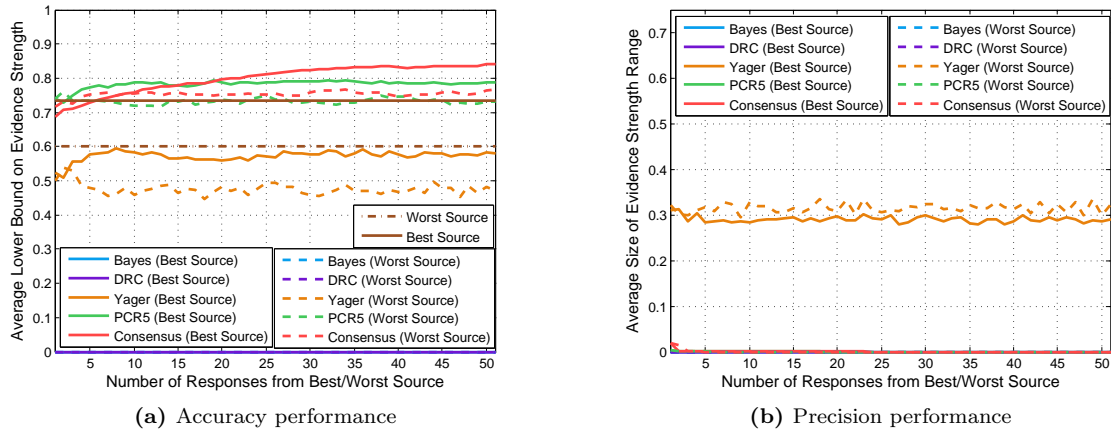 Average Lower Bound on Evidence Strength
1
0.9
0.8
0.7
0.6
0.5
0.4
0.3
0.2
0.1
0
Worst Source
Best Source
Bayes (Best Source)
DRC (Best Source)
Yager (Best Source)
PCR5 (Best Source)
Consensus (Best Source)
Bayes (Worst Source)
DRC (Worst Source)
Yager (Worst Source)
PCR5 (Worst Source)
Consensus (Worst Source)
5 10 15 20 25 30 35 40 45 50
Number of Responses from Best/Worst Source
(a) Accuracy performance
Average Size of Evidence Strength Range
0.7
0.6
0.5
0.4
0.3
0.2
0.1
0
Bayes (Best Source)
DRC (Best Source)
Yager (Best Source)
PCR5 (Best Source)
Consensus (Best Source)
Bayes (Worst Source)
DRC (Worst Source)
Yager (Worst Source)
PCR5 (Worst Source)
Consensus (Worst Source)
5 10 15 20 25 30 35 40 45 50
Number of Responses from Best/Worst Source
(b) Precision performance